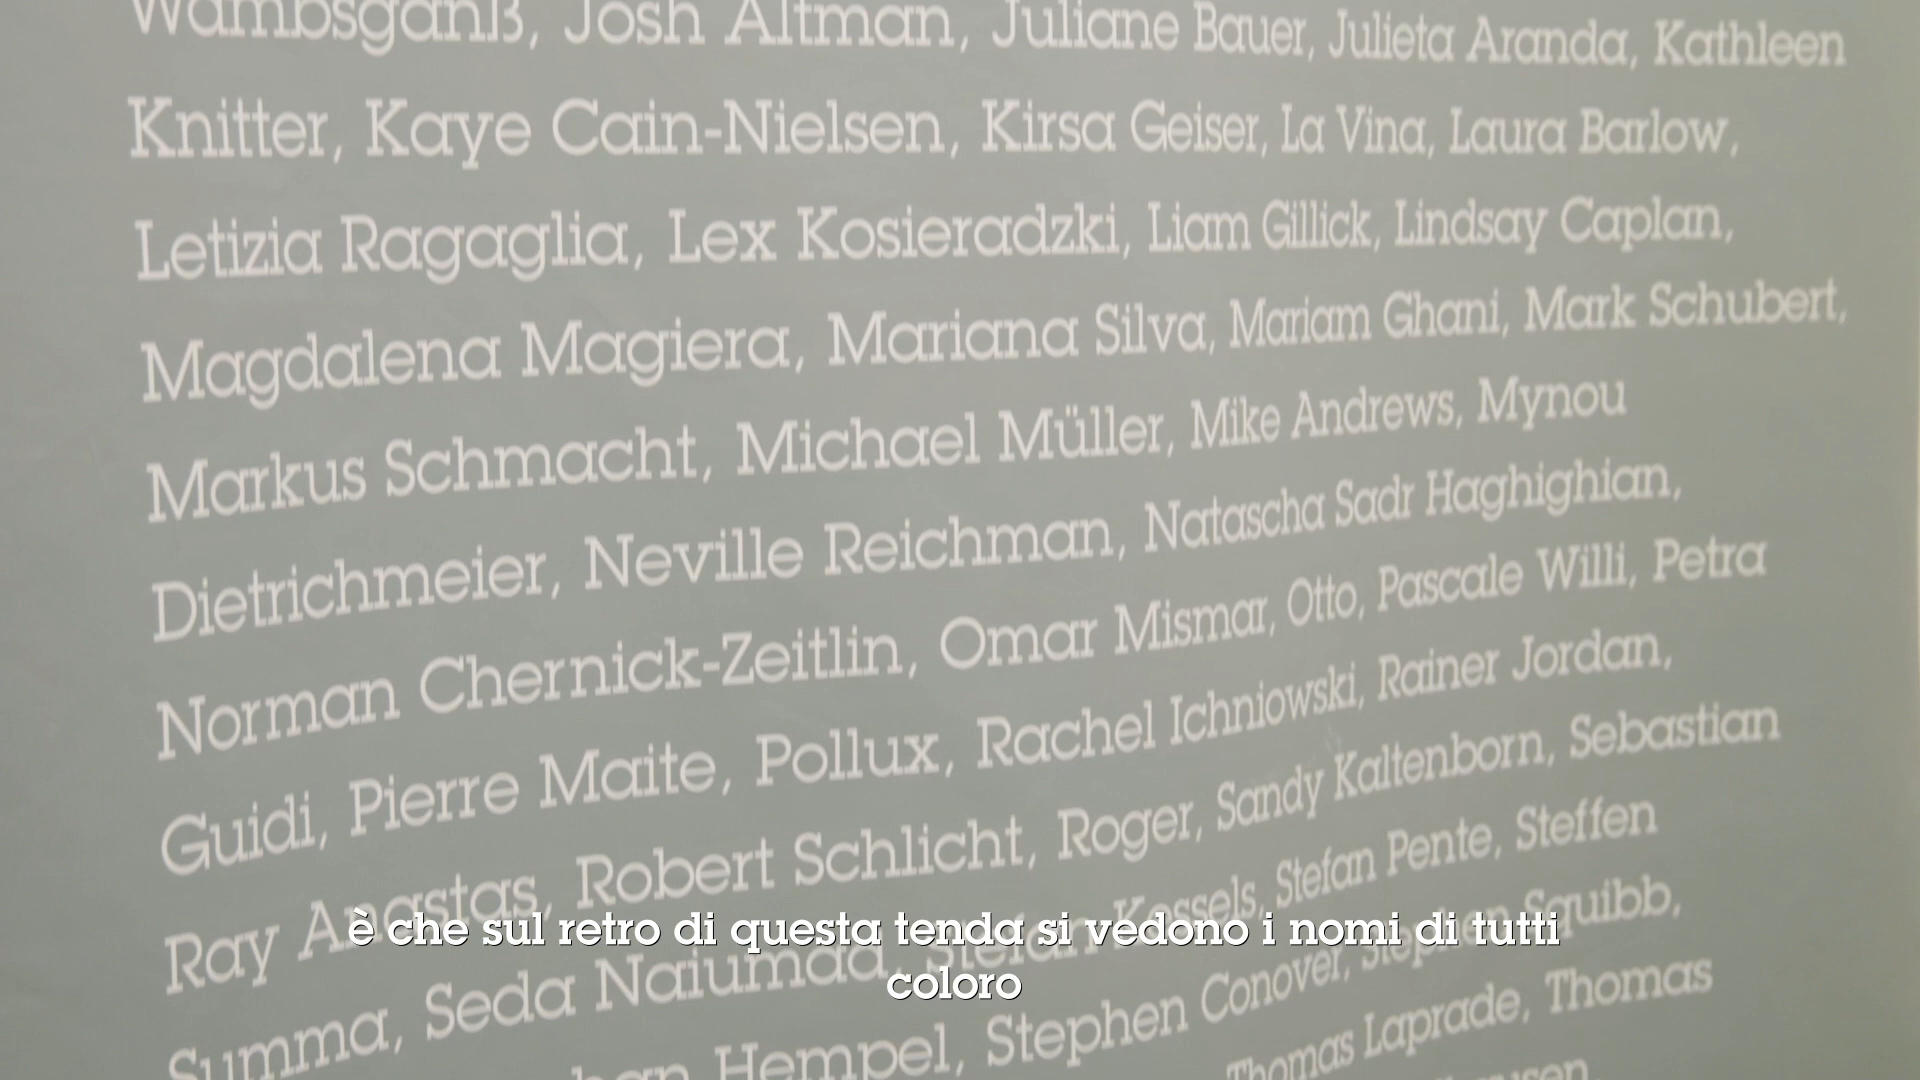 Wambsganß, Josh Altman, Juliane Bauer, Julieta Aranda, Kathleen
Knitter, Kaye Cain-Nielsen, Kirsa Geiser, La Vina, Laura Barlow,
Letizia Ragaglia, Lex Kosieradzki, Liam Gillick, Lindsay Caplan,
Magdalena Magiera, Mariana Silva, Mariam Ghani, Mark Schubert,
Markus Schmacht, Michael Müller, Mike Andrews, Mynou
Dietrichmeier, Neville Reichman, Natascha Sadr Haghighian,
Norman Chernick-Zeitlin, Omar Mismar, Otto, Pascale Willi, Petra
Guidi, Pierre Maite, Pollux, Rachel Ichniowski, Rainer Jordan,
Ray Anastas, Robert Schlicht, Roger, Sandy Kaltenborn, Sebastian
Summa, Seda Naiumad, Stefan Kessels, Stefan Pente, Steffen
Hempel, Stephen Conover, Stephen Squibb,
Thomas Laprade, Thomas
è che sul retro di questa tenda si vedono i nomi di tutti
coloro